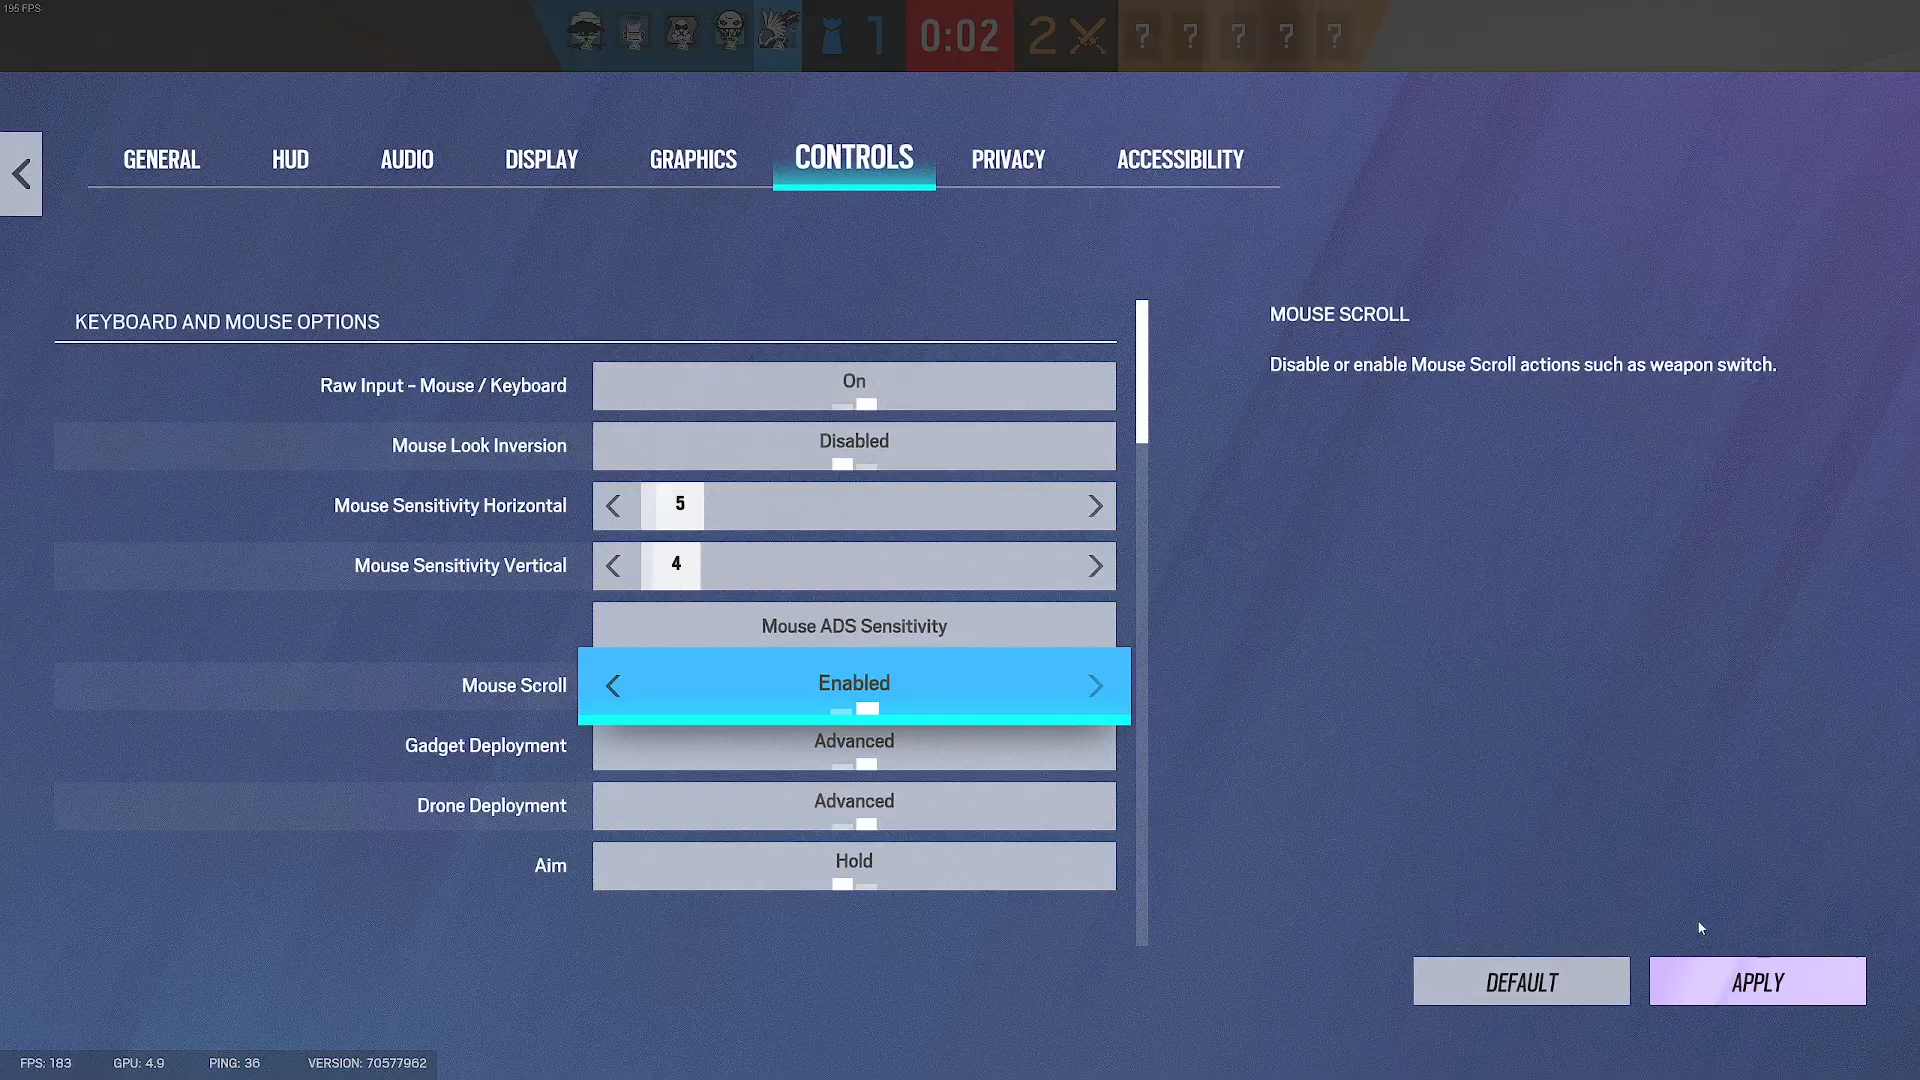 195 FPS
1 0:02 2 ? ? ? ? ?
GENERAL HUD AUDIO DISPLAY GRAPHICS CONTROLS PRIVACY ACCESSIBILITY
KEYBOARD AND MOUSE OPTIONS
Raw Input - Mouse / Keyboard On
Mouse Look Inversion Disabled
Mouse Sensitivity Horizontal 5
Mouse Sensitivity Vertical 4
Mouse ADS Sensitivity
Mouse Scroll Enabled
Gadget Deployment Advanced
Drone Deployment Advanced
Aim Hold
MOUSE SCROLL
Disable or enable Mouse Scroll actions such as weapon switch.
DEFAULT APPLY
FPS: 183 GPU: 4.9 PING: 36 VERSION: 70577962